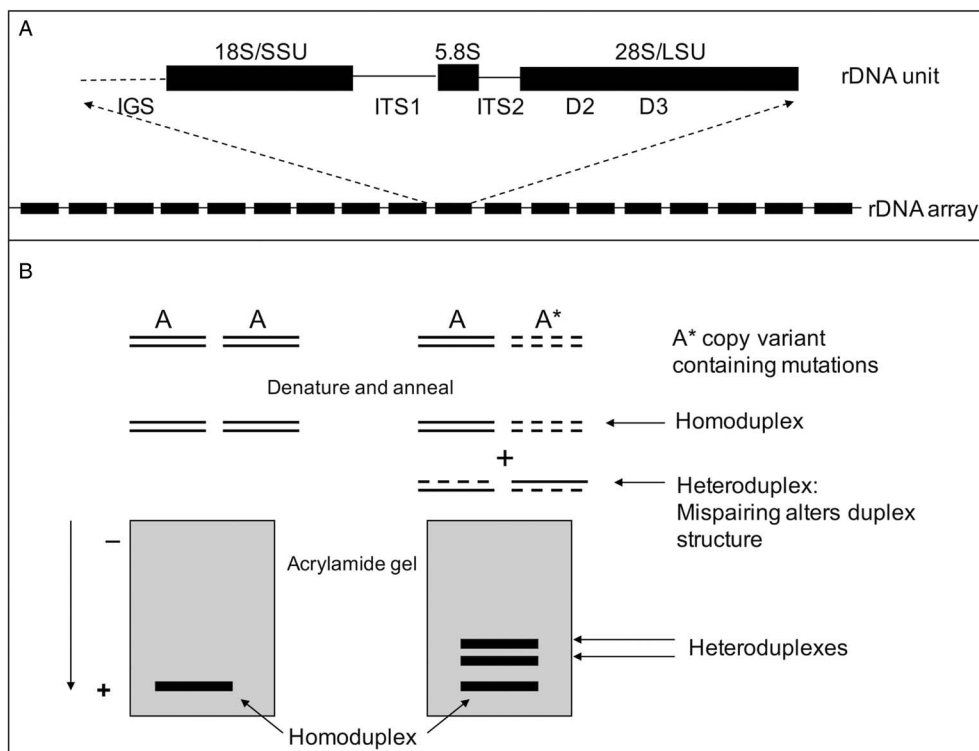 A
18S/SSU
5.8S
28S/LSU
rDNA unit
IGS
ITS1
ITS2
D2
D3
rDNA array
B
A
A
A
A*
A* copy variant
containing mutations
Denature and anneal
Homoduplex
+
Heteroduplex:
Mispairing alters duplex
structure
–
Acrylamide gel
Heteroduplexes
+
Homoduplex